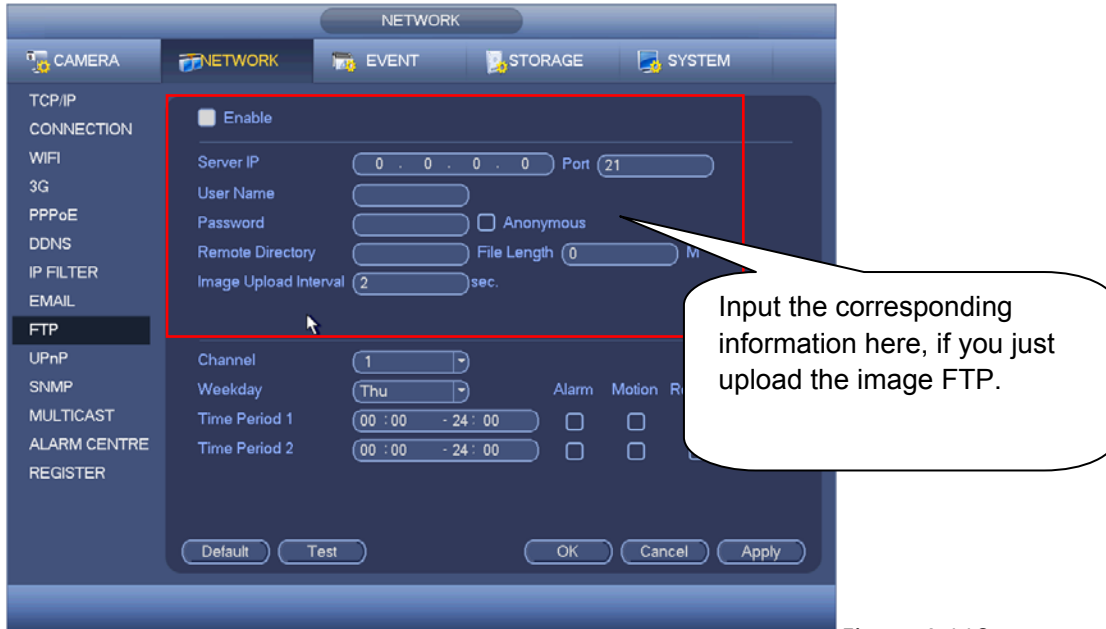 NETWORK
CAMERA NETWORK EVENT STORAGE SYSTEM
TCP/IP
CONNECTION
WIFI
3G
PPPoE
DDNS
IP FILTER
EMAIL
FTP
UPnP
SNMP
MULTICAST
ALARM CENTRE
REGISTER
Enable
Server IP 0 . 0 . 0 . 0 Port 21
User Name
Password Anonymous
Remote Directory File Length 0 M
Image Upload Interval 2 sec.
Channel 1
Weekday Thu Alarm Motion
Time Period 1 00 : 00 - 24 : 00
Time Period 2 00 : 00 - 24 : 00
Default Test OK Cancel Apply
Input the corresponding
information here, if you just
upload the image FTP.